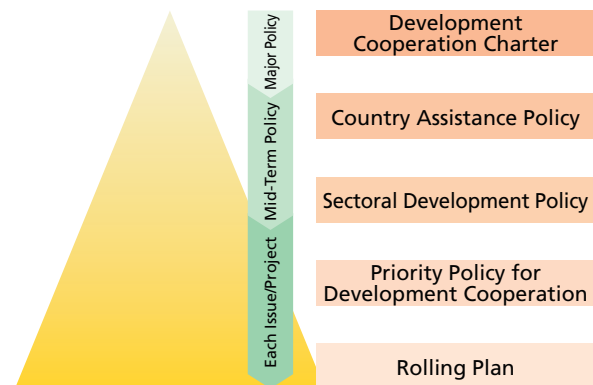 Major Policy
Mid-Term Policy
Each Issue/Project
Development
Cooperation Charter
Country Assistance Policy
Sectoral Development Policy
Priority Policy for
Development Cooperation
Rolling Plan